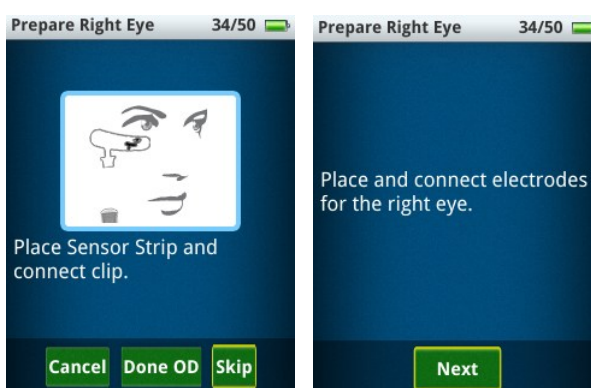 Prepare Right Eye 34/50
Place Sensor Strip and
connect clip.
Cancel Done OD Skip
Prepare Right Eye 34/50
Place and connect electrodes
for the right eye.
Next